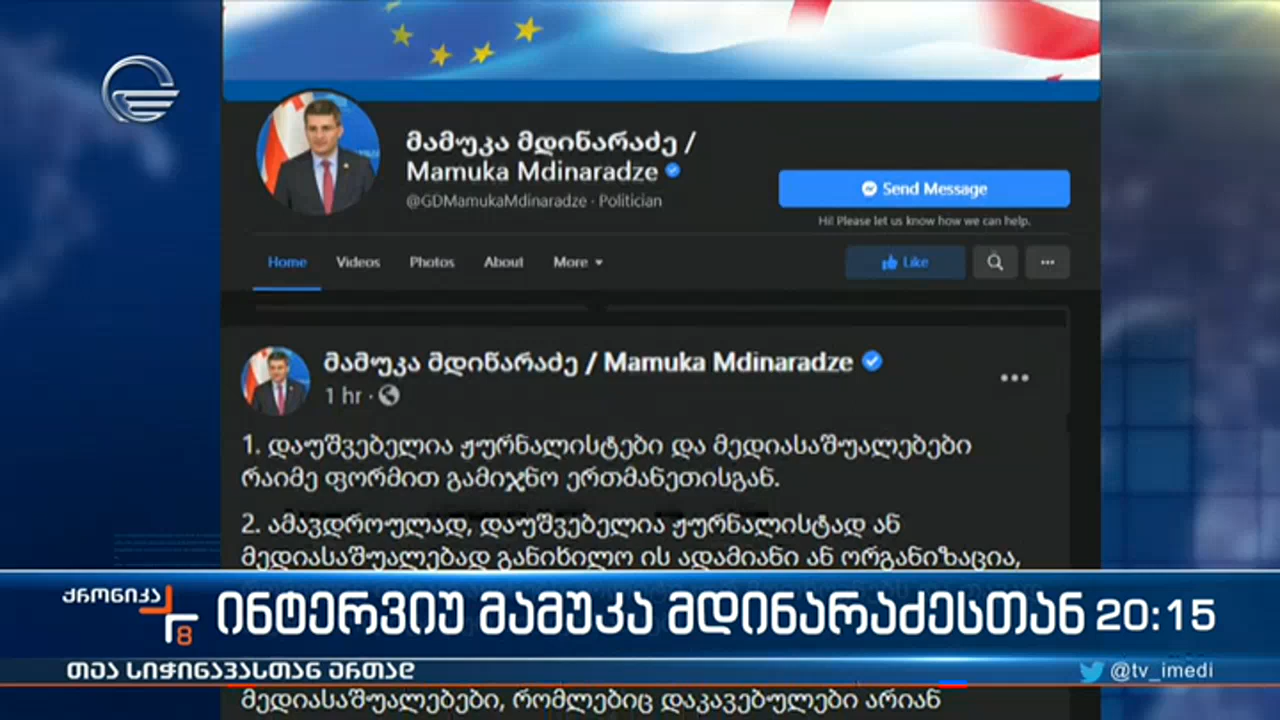 მამუკა მდინარაძე /
Mamuka Mdinaradze
@GDMamukaMdinaradze · Politician
Send Message
Hi! Please let us know how we can help.
Home Videos Photos About More
Like
მამუკა მდინარაძე / Mamuka Mdinaradze
1 hr ·
1. დაუშვებელია ჟურნალისტები და მედიასაშუალებები
რაიმე ფორმით გამიჯნო ერთმანეთისგან.
2. ამავდროულად, დაუშვებელია ჟურნალისტად ან
მედიასაშუალებად განიხილო ის ადამიანი ან ორგანიზაცია,
ქრონიკა
8
ინტერვიუ მამუკა მდინარაძესთან 20:15
თეა სიჭინავასთან ერთად
@tv_imedi
მედიასაშუალებები, რომლებიც დაკავებულები არიან